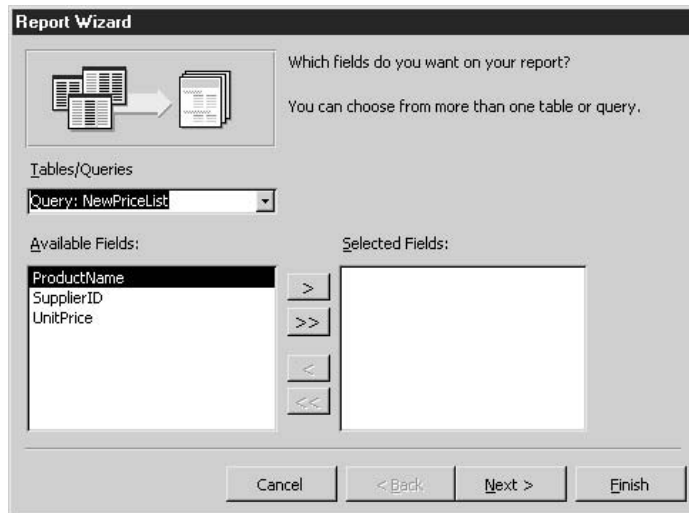 Report Wizard
Which fields do you want on your report?
You can choose from more than one table or query.
Tables/Queries
Query: NewPriceList
Available Fields:
Selected Fields:
ProductName
SupplierID
UnitPrice
>
>>
<
<<
Cancel
< Back
Next >
Finish